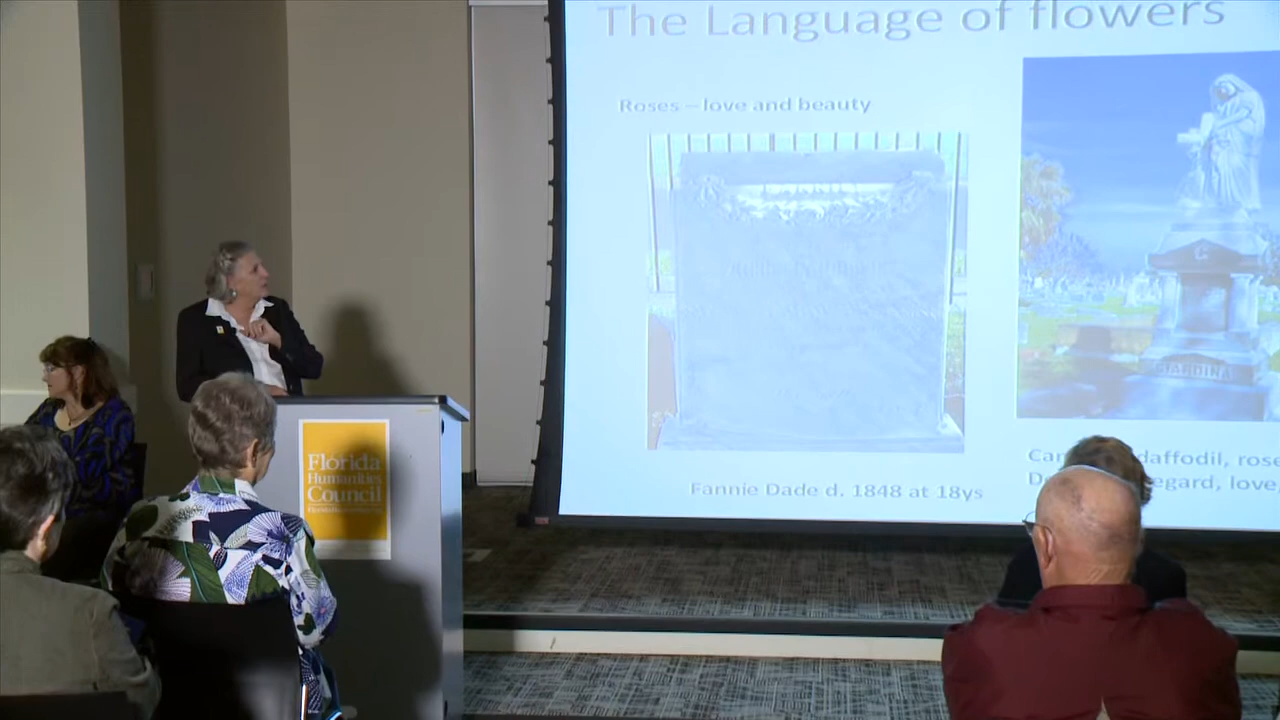 The Language of flowers
Roses – love and beauty
GARDINA
daffodil, rose
egard, love,
Fannie Dade d. 1848 at 18ys
Florida
Humanities
Council